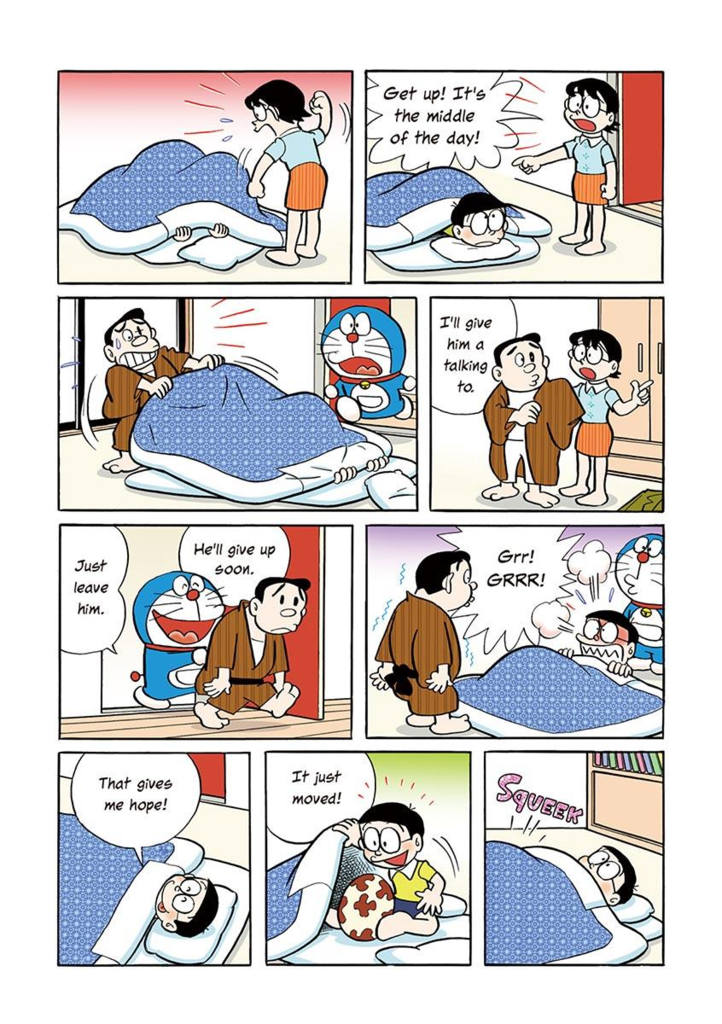 Get up! It's
the middle
of the day!
I'll give
him a
talking
to.
Grr!
GRRR!
He'll give up
soon.
Just
leave
him.
SQUEEK
It just
moved!
That gives
me hope!